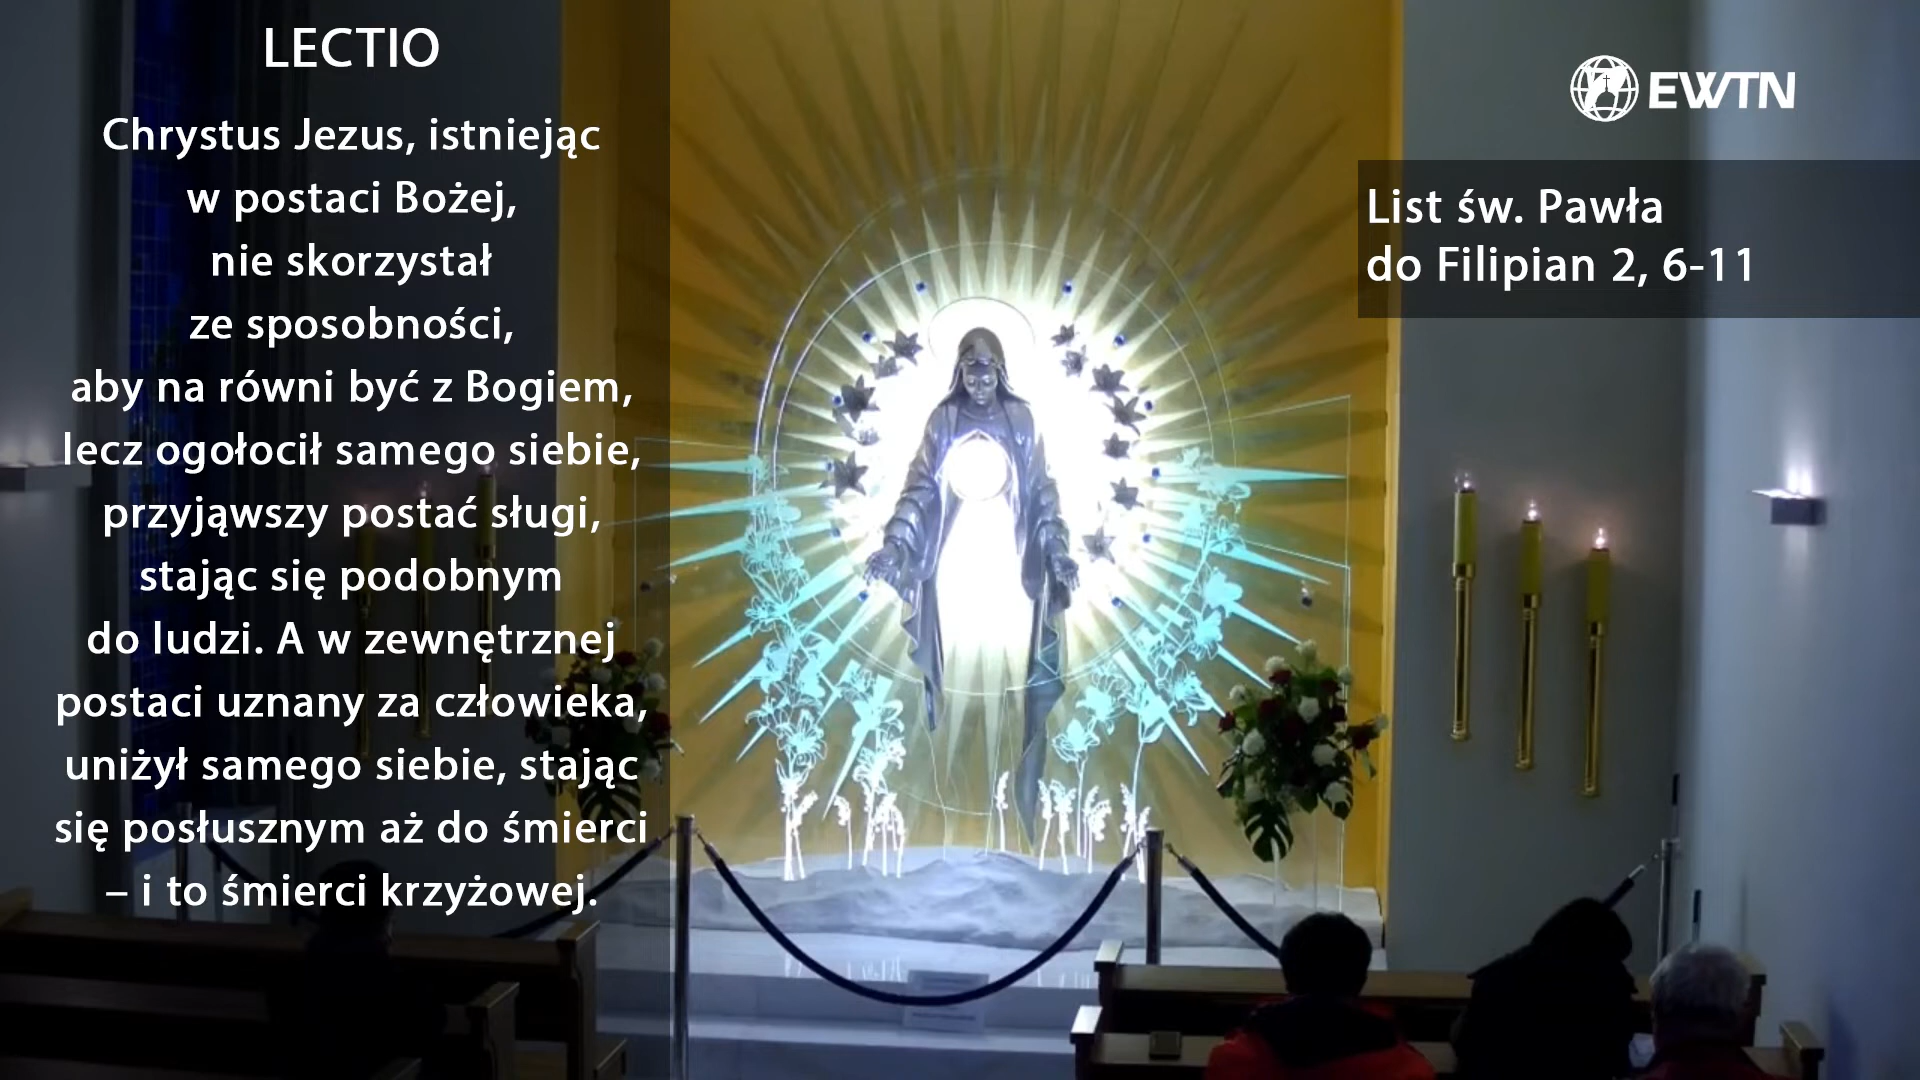 LECTIO
Chrystus Jezus, istniejąc
w postaci Bożej,
nie skorzystał
ze sposobności,
aby na równi być z Bogiem,
lecz ogołocił samego siebie,
przyjąwszy postać sługi,
stając się podobnym
do ludzi. A w zewnętrznej
postaci uznany za człowieka,
uniżył samego siebie, stając
się posłusznym aż do śmierci
– i to śmierci krzyżowej.
EWTN
List św. Pawła
do Filipian 2, 6-11